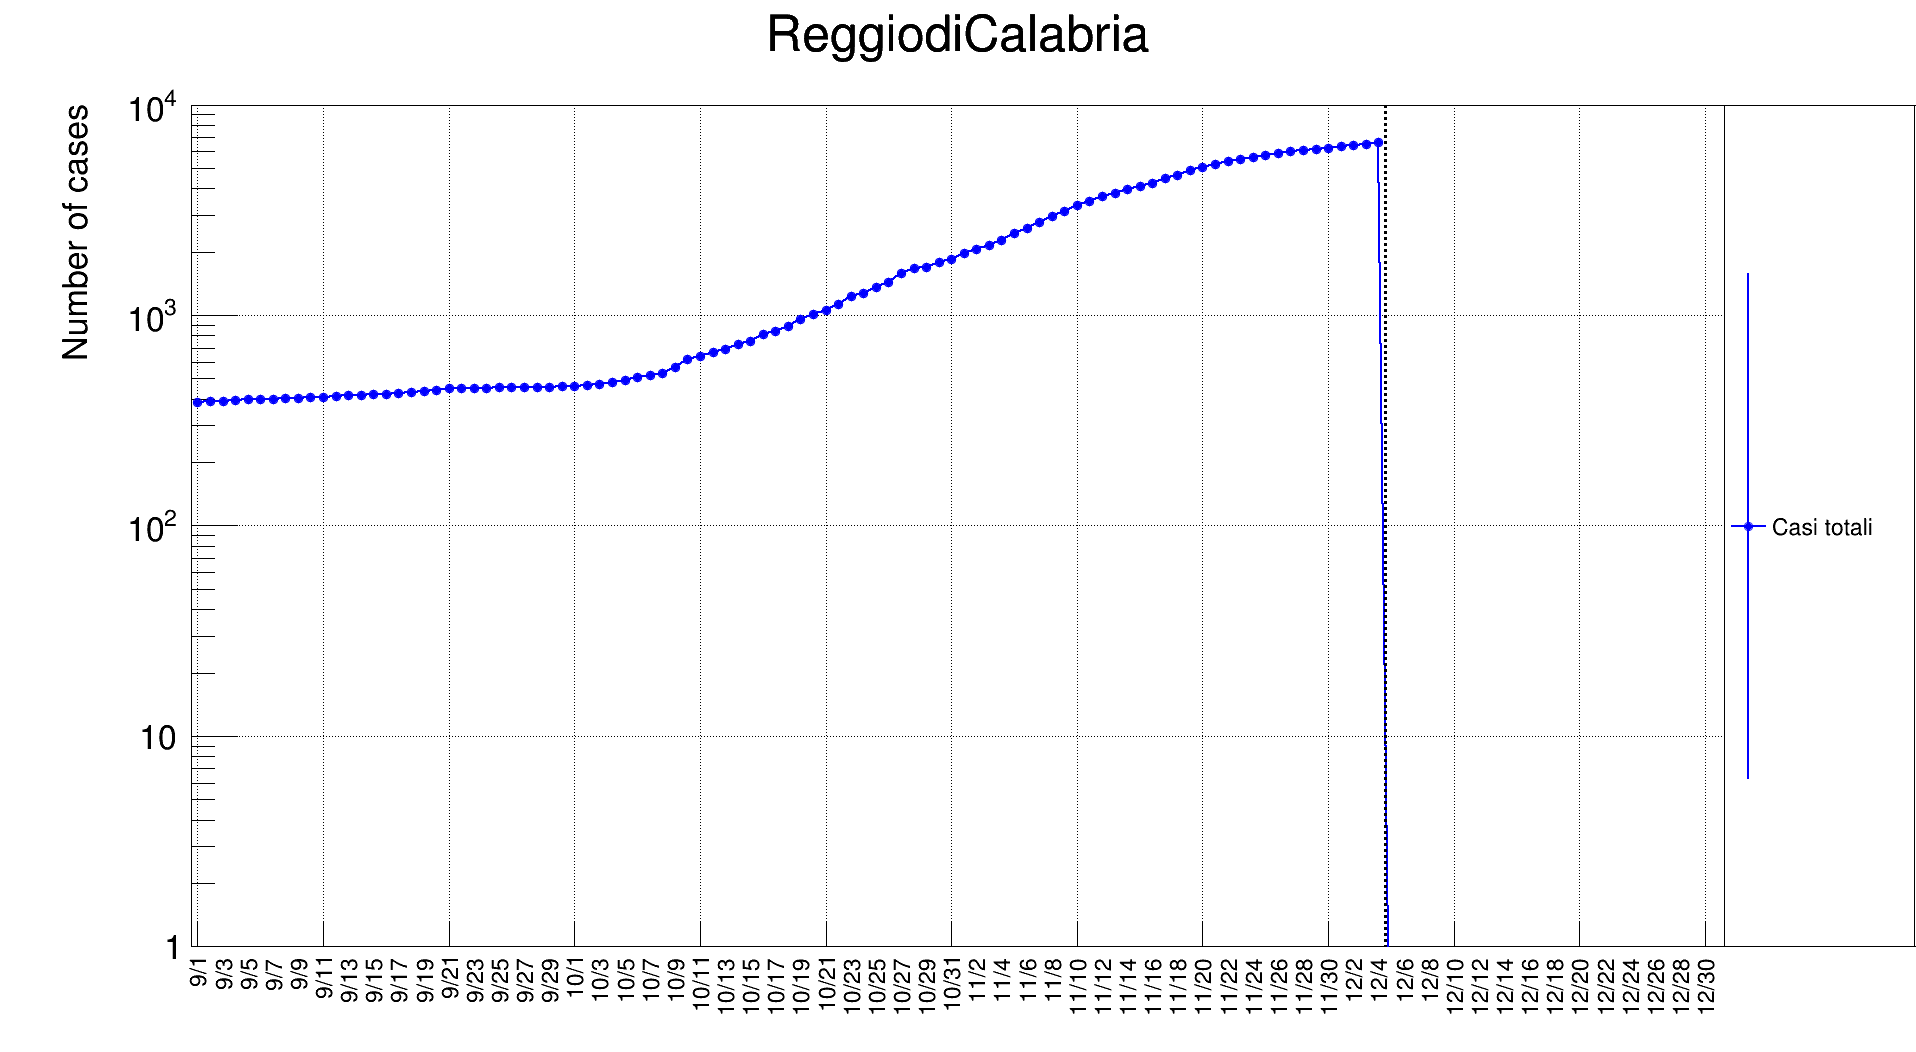 ReggiodiCalabria
Number of cases
10^4
10^3
10^2
10
1
Casi totali
9/1 9/3 9/5 9/7 9/9 9/11 9/13 9/15 9/17 9/19 9/21 9/23 9/25 9/27 9/29 10/1 10/3 10/5 10/7 10/9 10/11 10/13 10/15 10/17 10/19 10/21 10/23 10/25 10/27 10/29 10/31 11/2 11/4 11/6 11/8 11/10 11/12 11/14 11/16 11/18 11/20 11/22 11/24 11/26 11/28 11/30 12/2 12/4 12/6 12/8 12/10 12/12 12/14 12/16 12/18 12/20 12/22 12/24 12/26 12/28 12/30